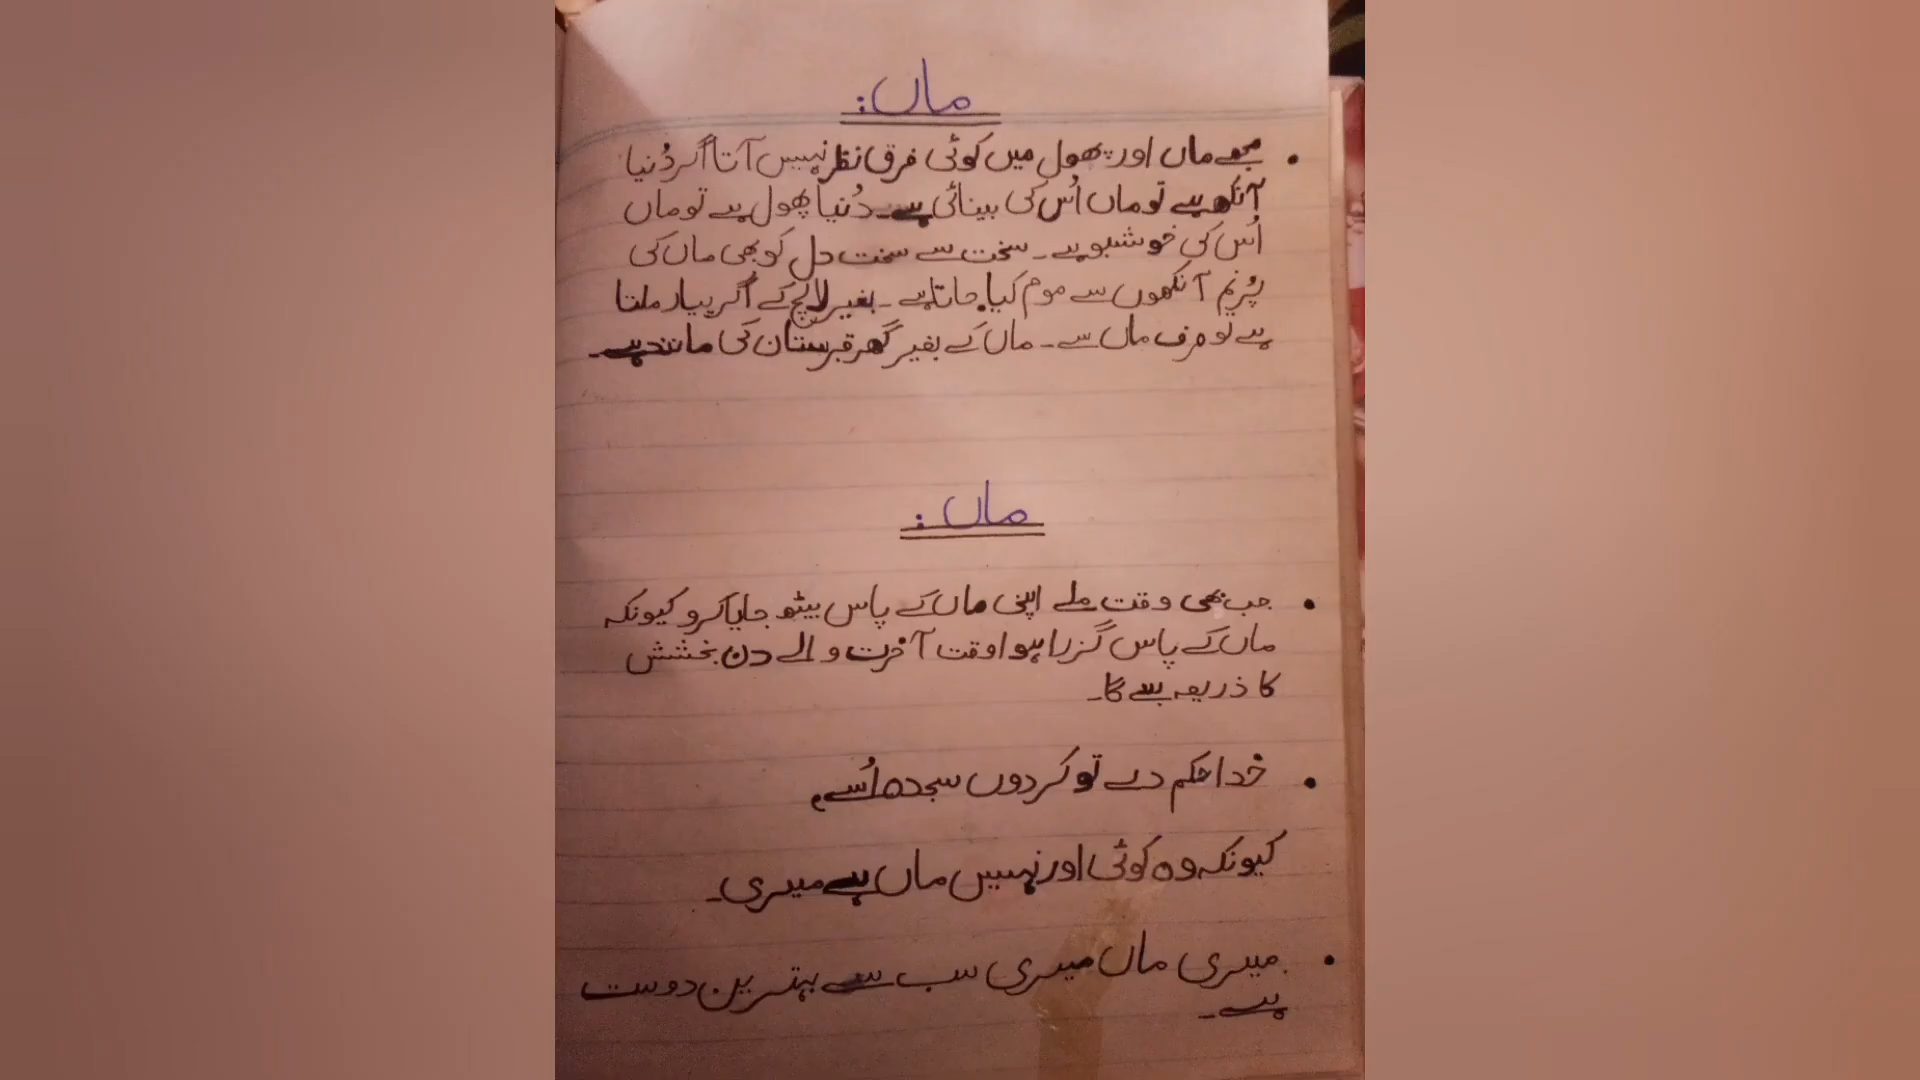 ماں:
• مجھے ماں اور پھول میں کوئی فرق نظر نہیں آتا اگر دُنیا
آنکھ ہے تو ماں اُس کی بینائی ہے۔ دُنیا پھول ہے تو ماں
اُس کی خوشبو ہے۔ سخت سے سخت دل کو بھی ماں کی
پُرنم آنکھوں سے موم کیا جاتا ہے۔ بغیر لالچ کے اگر پیار ملتا
ہے تو صرف ماں سے۔ ماں کے بغیر گھر قبرستان کی مانند ہے۔
ماں:
• جب بھی وقت ملے اپنی ماں کے پاس بیٹھ جایا کرو کیونکہ
ماں کے پاس گزرا ہوا وقت آخرت والے دن بخشش
کا ذریعہ بنے گا۔
• خدا حکم دے تو کر دوں سجدہ اُسے،
کیونکہ وہ کوئی اور نہیں ماں ہے میری۔
• میری ماں میری سب سے بہترین دوست
ہے۔